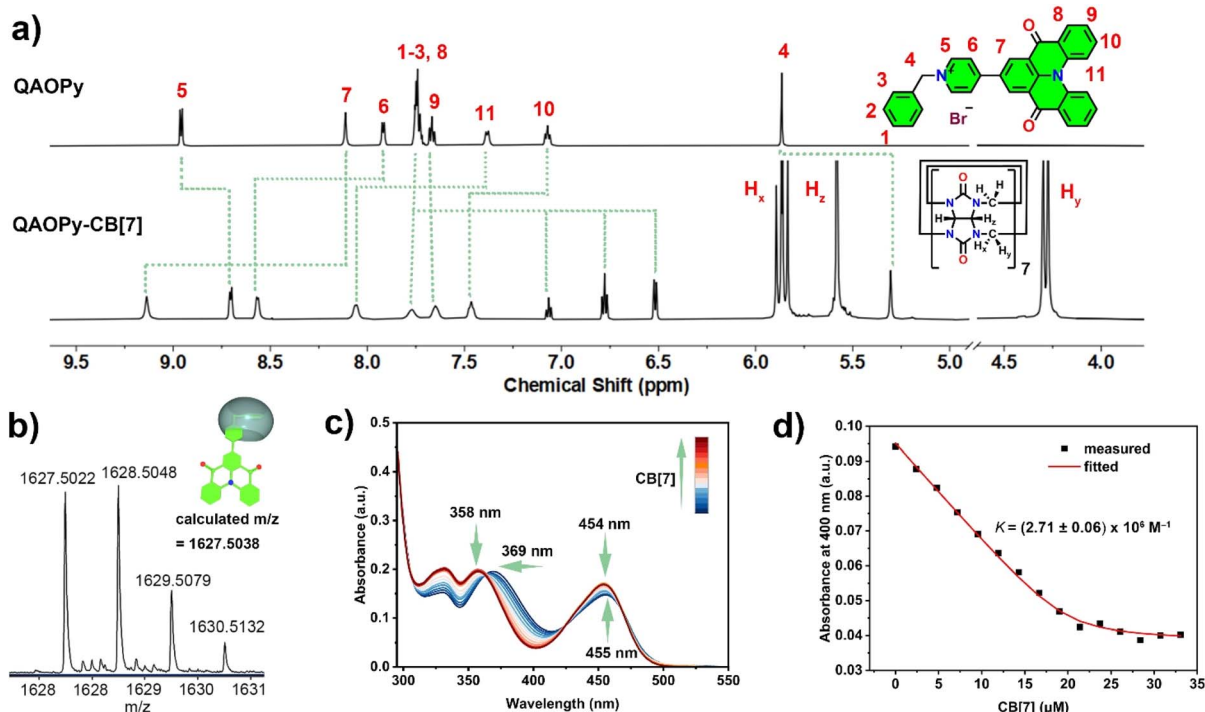 a)
QAOPy
5
7
6
1-3, 8
9
11
10
4
5
6
7
8
9
10
11
4
3
2
1
N
+
N
O
O
Br
−
QAOPy-CB[7]
Hx
Hz
Hy
O
N
N
H
H
C
H
Hz
N
N
C
Hx
Hy
O
7
9.5
9.0
8.5
8.0
7.5
7.0
6.5
6.0
5.5
5.0
4.5
4.0
Chemical Shift (ppm)
b)
1627.5022
1628.5048
calculated m/z
= 1627.5038
1629.5079
1630.5132
1628
1628
1629
1630
1631
m/z
c)
0.5
0.4
0.3
0.2
0.1
0.0
Absorbance (a.u.)
CB[7]
358 nm
369 nm
454 nm
455 nm
300
350
400
450
500
550
Wavelength (nm)
d)
0.10
0.09
0.08
0.07
0.06
0.05
0.04
0.03
Absorbance at 400 nm (a.u.)
measured
fitted
K = (2.71 ± 0.06) x 10⁶ M⁻¹
0
5
10
15
20
25
30
35
CB[7] (μM)